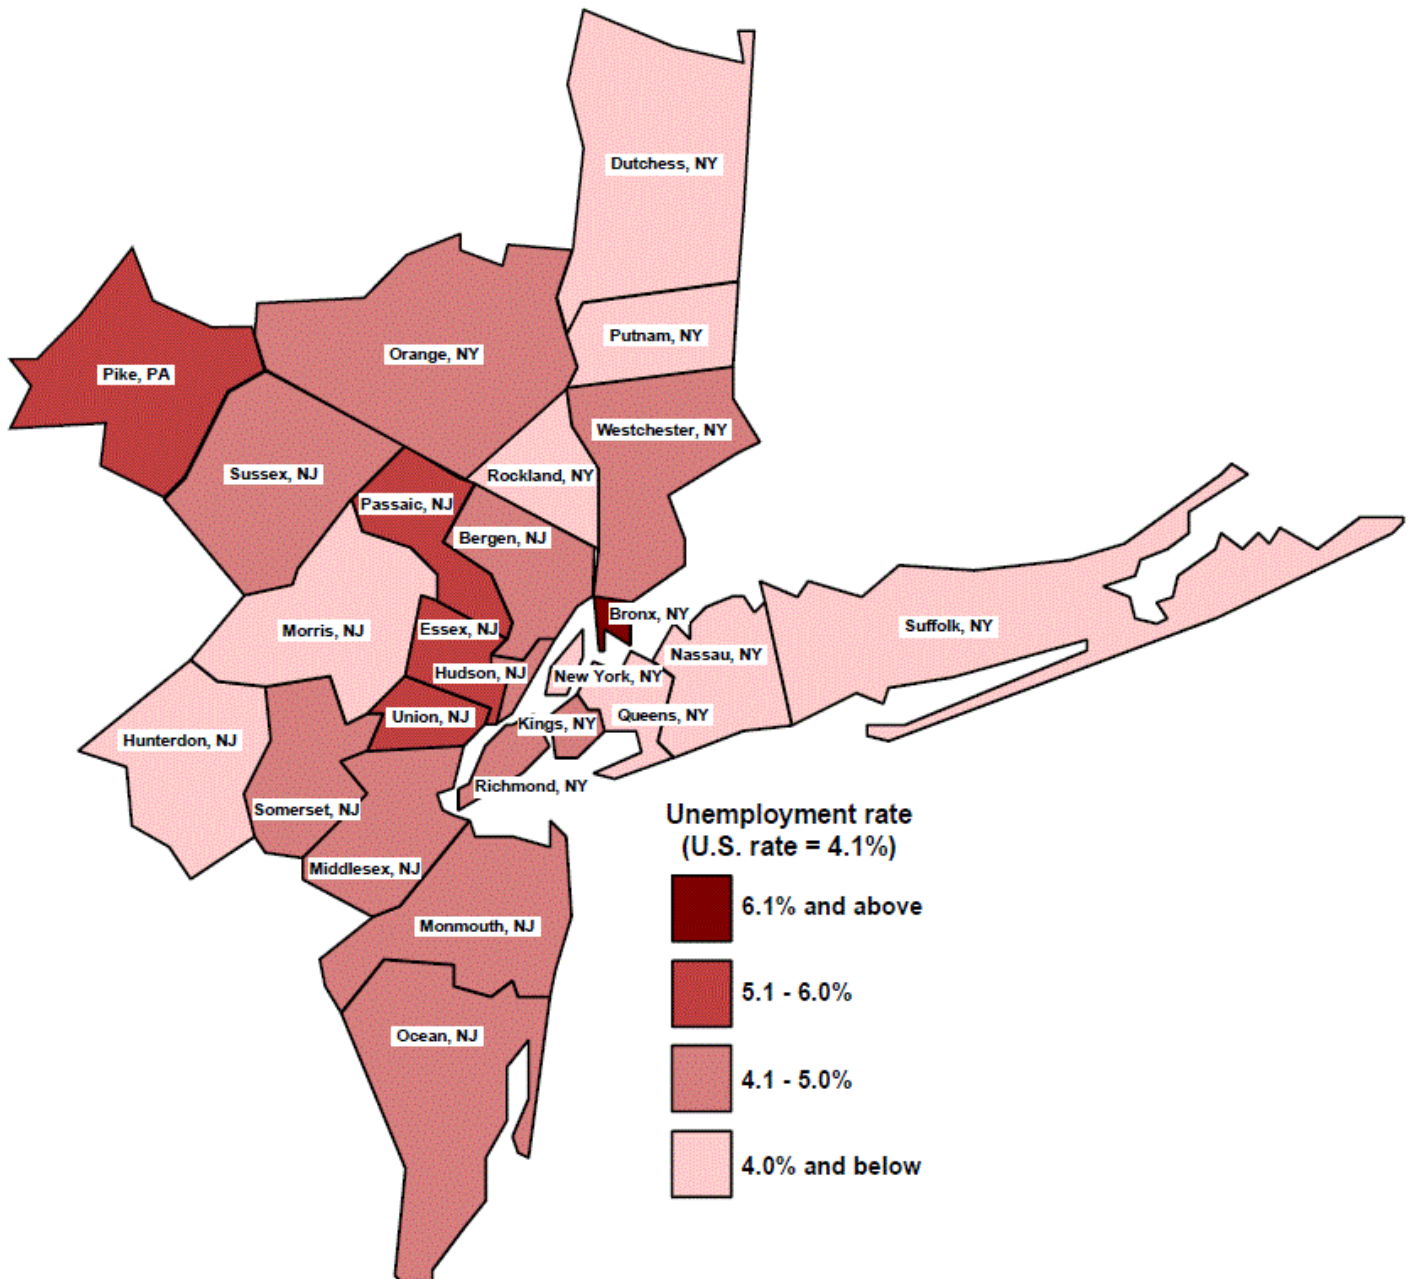 Dutchess, NY
Putnam, NY
Orange, NY
Pike, PA
Westchester, NY
Sussex, NJ
Rockland, NY
Passaic, NJ
Bergen, NJ
Bronx, NY
Suffolk, NY
Morris, NJ
Essex, NJ
Nassau, NY
Hudson, NJ
New York, NY
Union, NJ
Queens, NY
Kings, NY
Hunterdon, NJ
Richmond, NY
Somerset, NJ
Unemployment rate
(U.S. rate = 4.1%)
Middlesex, NJ
6.1% and above
Monmouth, NJ
5.1 - 6.0%
Ocean, NJ
4.1 - 5.0%
4.0% and below